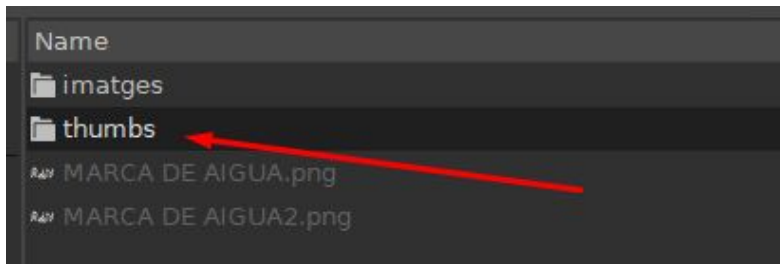 Name
imatges
thumbs
MARCA DE AIGUA.png
MARCA DE AIGUA2.png